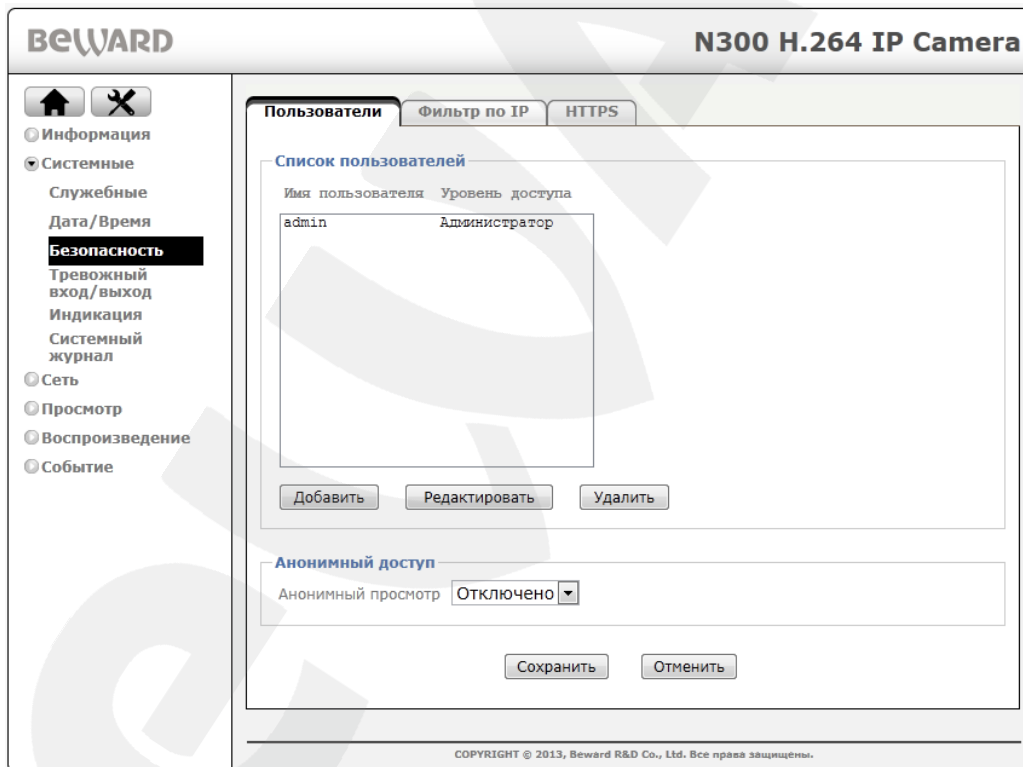 BEWARD
N300 H.264 IP Camera
Информация
Системные
Служебные
Дата/Время
Безопасность
Тревожный
вход/выход
Индикация
Системный
журнал
Сеть
Просмотр
Воспроизведение
Событие
Пользователи Фильтр по IP HTTPS
Список пользователей
Имя пользователя Уровень доступа
admin Администратор
Добавить Редактировать Удалить
Анонимный доступ
Анонимный просмотр Отключено
Сохранить Отменить
COPYRIGHT © 2013, Beward R&D Co., Ltd. Все права защищены.